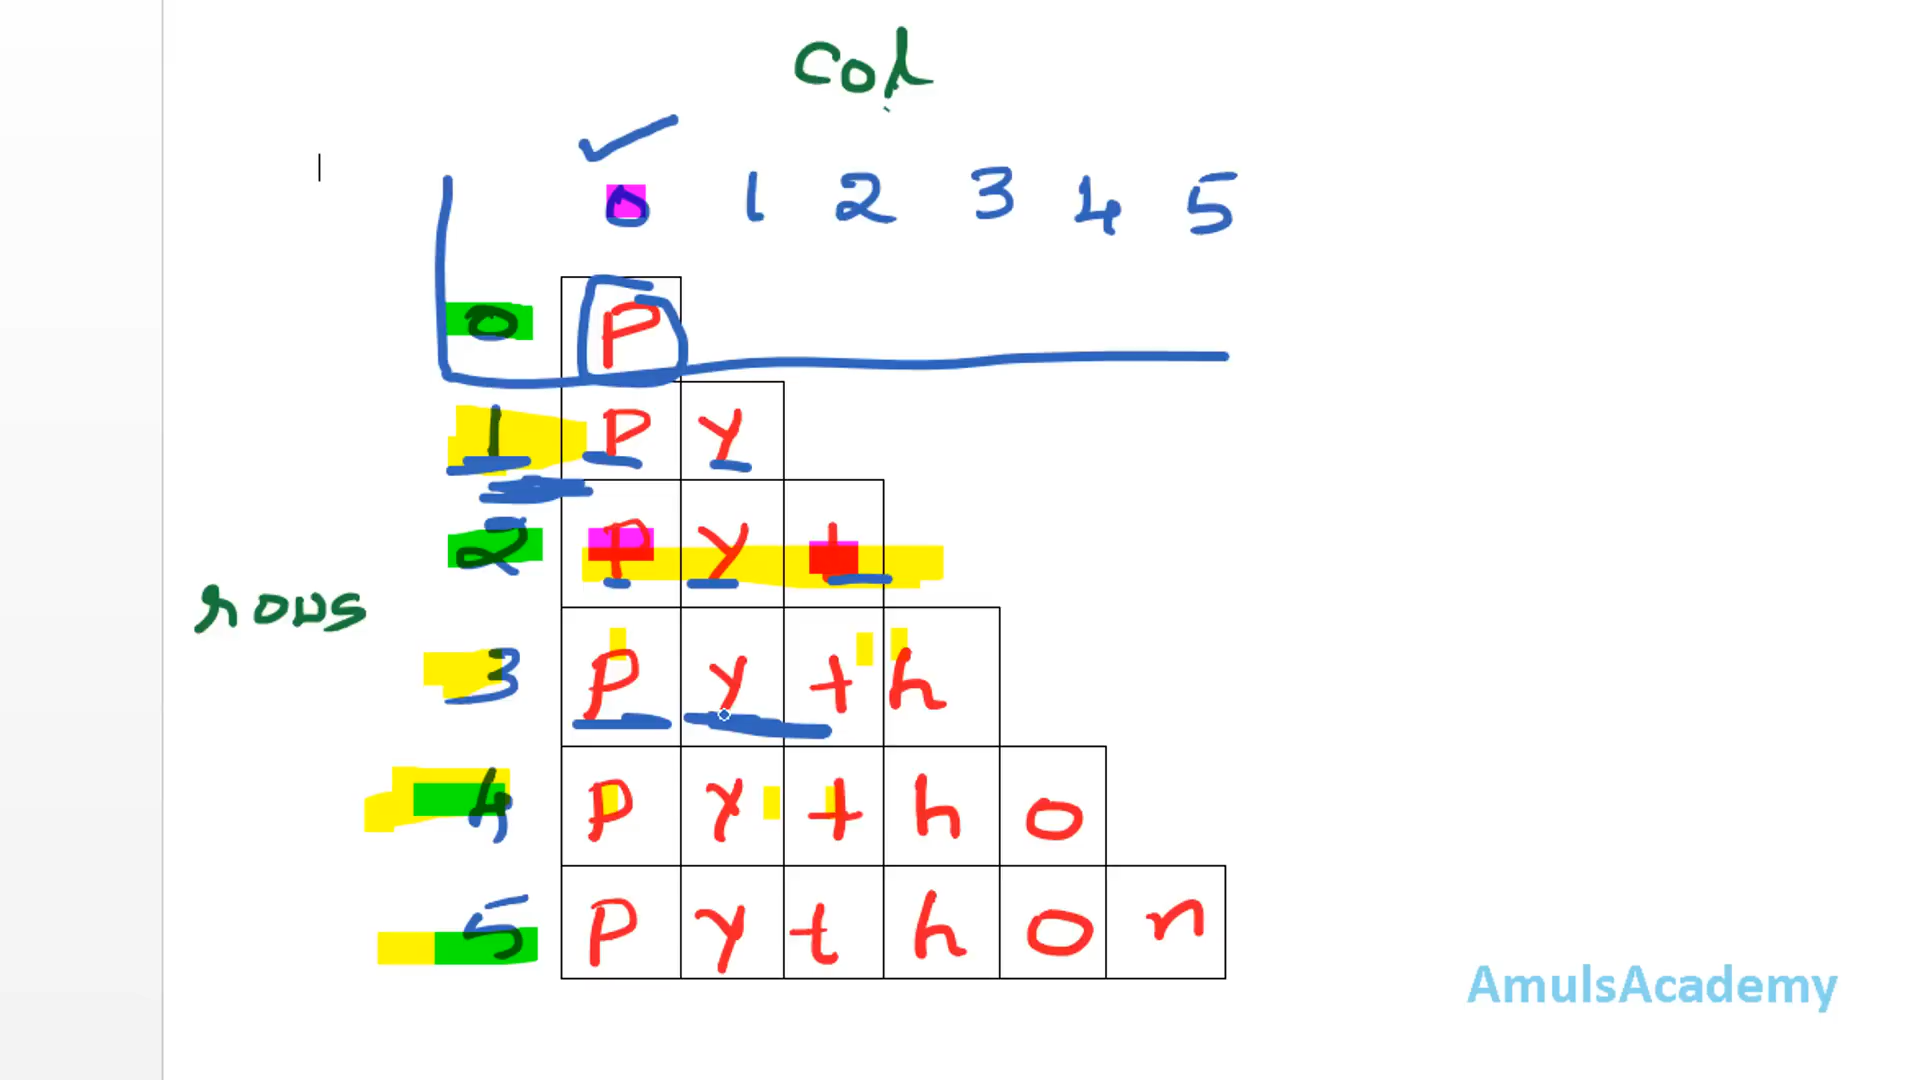 col
0 1 2 3 4 5
0 P
1 P y
2 P y t
rows
3 P y t h
4 P y t h o
5 P y t h o n
AmulsAcademy